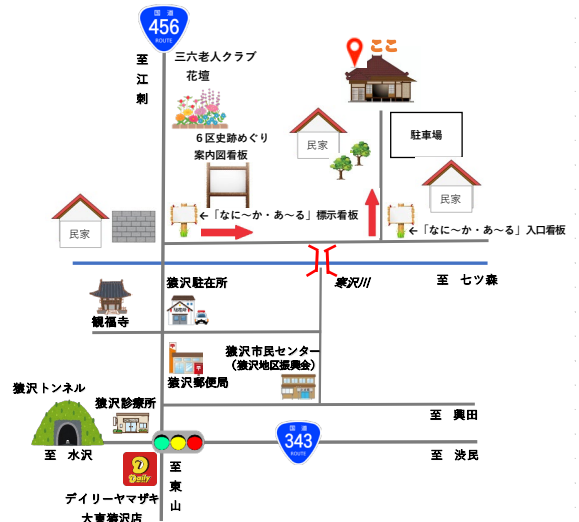 国道
456
ROUTE
至江刺
三六老人クラブ
花壇
ここ
6区史跡めぐり
案内図看板
民家
駐車場
民家
民家
←「なに～か・あ～る」標示看板
←「なに～か・あ～る」入口看板
寒沢川
至 七ツ森
猿沢駐在所
観福寺
猿沢市民センター
(猿沢地区振興会)
猿沢郵便局
猿沢トンネル
猿沢診療所
至 興田
国道
343
ROUTE
至 水沢
至 渋民
Daily
至東山
デイリーヤマザキ
大東猿沢店